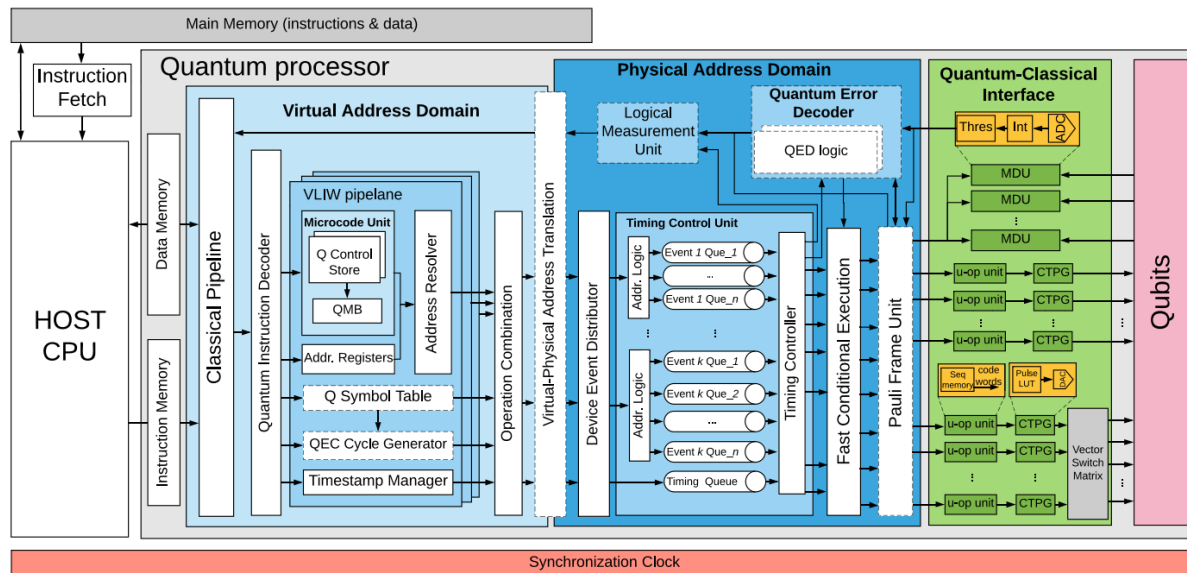 Main Memory (instructions & data)
Instruction
Fetch
HOST
CPU
Quantum processor
Data Memory
Instruction Memory
Virtual Address Domain
Classical Pipeline
Quantum Instruction Decoder
VLIW pipelane
Microcode Unit
Q Control
Store
QMB
Addr. Registers
Address Resolver
Q Symbol Table
QEC Cycle Generator
Timestamp Manager
Operation Combination
Virtual-Physical Address Translation
Physical Address Domain
Logical
Measurement
Unit
Quantum Error
Decoder
QED logic
Device Event Distributor
Timing Control Unit
Addr. Logic
Event 1 Que_1
...
Event 1 Que_n
...
...
Addr. Logic
Event k Que_1
Event k Que_2
...
Event k Que_n
Timing Queue
Timing Controller
Fast Conditional Execution
Pauli Frame Unit
Quantum-Classical
Interface
Thres
Int
ADC
MDU
MDU
...
MDU
u-op unit
CTPG
u-op unit
CTPG
...
...
u-op unit
CTPG
Seq
memory
code
words
Pulse
LUT
DAC
u-op unit
CTPG
u-op unit
CTPG
...
...
u-op unit
CTPG
Vector
Switch
Matrix
...
...
Qubits
Synchronization Clock